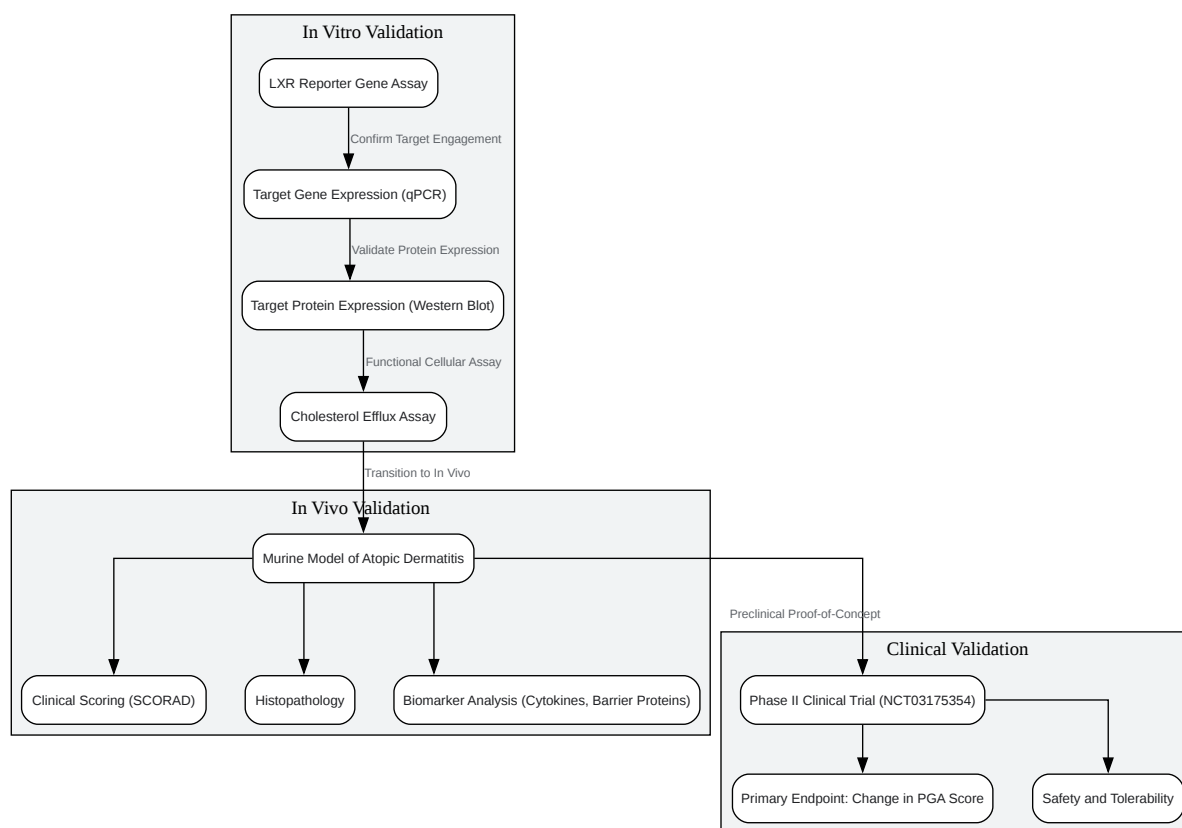 In Vitro Validation
LXR Reporter Gene Assay
Confirm Target Engagement
Target Gene Expression (qPCR)
Validate Protein Expression
Target Protein Expression (Western Blot)
Functional Cellular Assay
Cholesterol Efflux Assay
Transition to In Vivo
In Vivo Validation
Murine Model of Atopic Dermatitis
Clinical Scoring (SCORAD)
Histopathology
Biomarker Analysis (Cytokines, Barrier Proteins)
Preclinical Proof-of-Concept
Clinical Validation
Phase II Clinical Trial (NCT03175354)
Primary Endpoint: Change in PGA Score
Safety and Tolerability